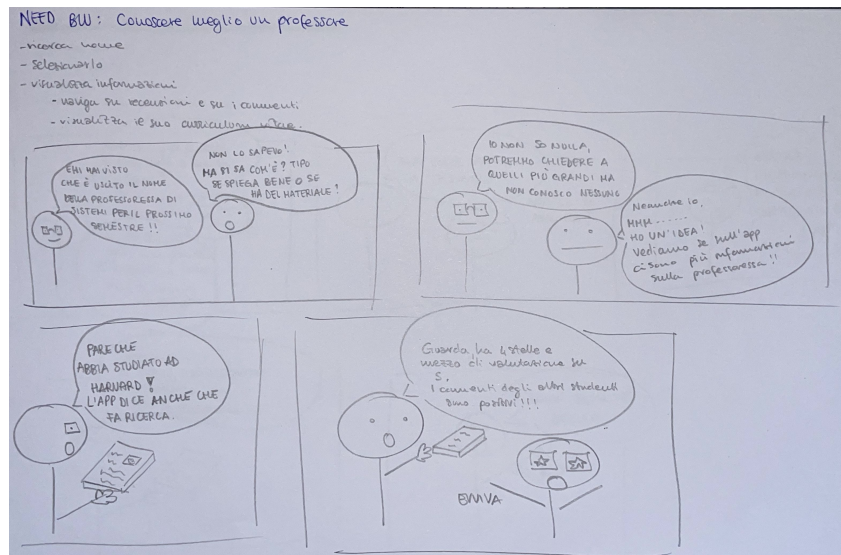 NEED BW: Conoscere meglio un professore
- ricerca nome
- selezionarlo
- visualizza informazioni
- naviga su recensioni e su i commenti
- visualizza il suo curriculum vitae.
EHI HAI VISTO
CHE È USCITO IL NOME
DELLA PROFESSORESSA DI
SISTEMI PER IL PROSSIMO
SEMESTRE !!
NON LO SAPEVO!
MA SI SA COM'È? TIPO
SE SPIEGA BENE O SE
HA DEL MATERIALE!
IO NON SO NULLA,
POTREMMO CHIEDERE A
QUELLI PIÙ GRANDI MA
NON CONOSCO NESSUNO
Neanche io,
MMM......
HO UN'IDEA!
Vediamo se sull'app
ci sono più informazioni
sulla professoressa!!
PARE CHE
ABBIA STUDIATO AD
HARVARD!
L'APP DICE ANCHE CHE
FA RICERCA.
Guarda, ha 4 stelle e
mezzo di valutazione su
5,
I commenti degli altri studenti
sono positivi!!!
EVVIVA